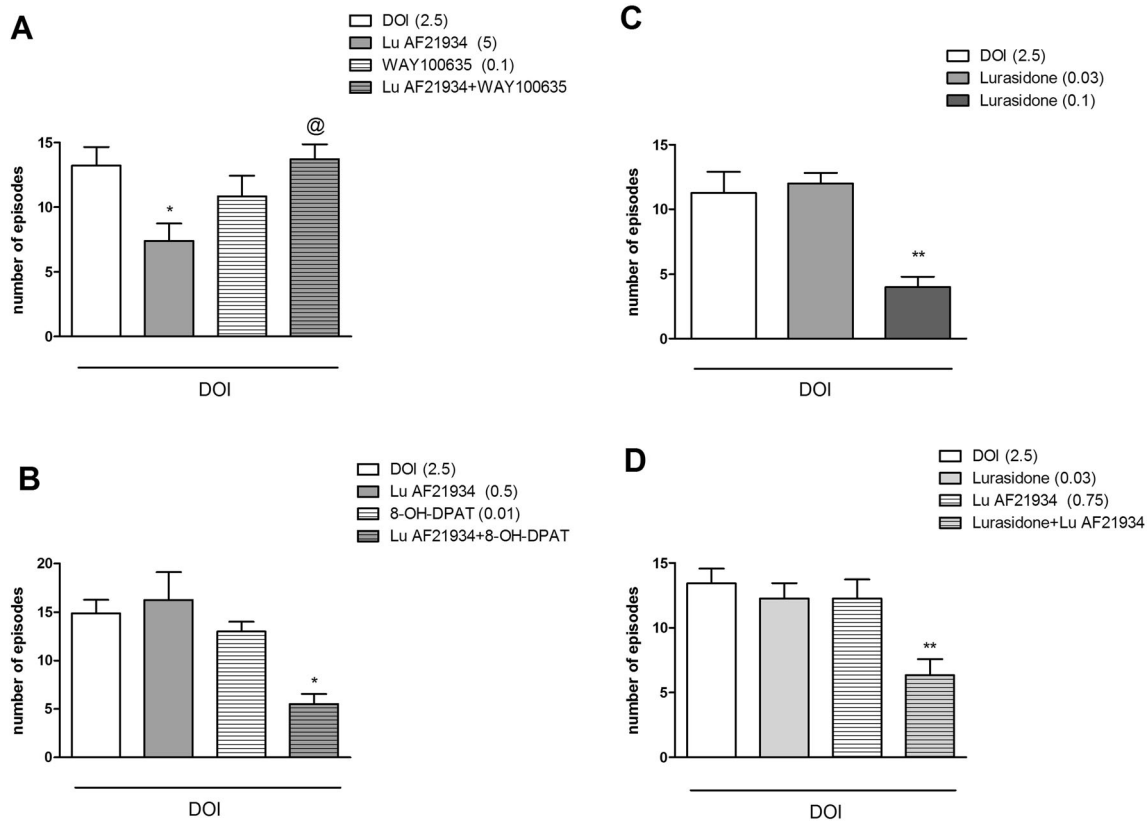 A
DOI (2.5)
Lu AF21934 (5)
WAY100635 (0.1)
Lu AF21934+WAY100635
number of episodes
15
10
5
0
*
@
DOI
B
DOI (2.5)
Lu AF21934 (0.5)
8-OH-DPAT (0.01)
Lu AF21934+8-OH-DPAT
number of episodes
20
15
10
5
0
*
DOI
C
DOI (2.5)
Lurasidone (0.03)
Lurasidone (0.1)
number of episodes
15
10
5
0
**
DOI
D
DOI (2.5)
Lurasidone (0.03)
Lu AF21934 (0.75)
Lurasidone+Lu AF21934
number of episodes
15
10
5
0
**
DOI